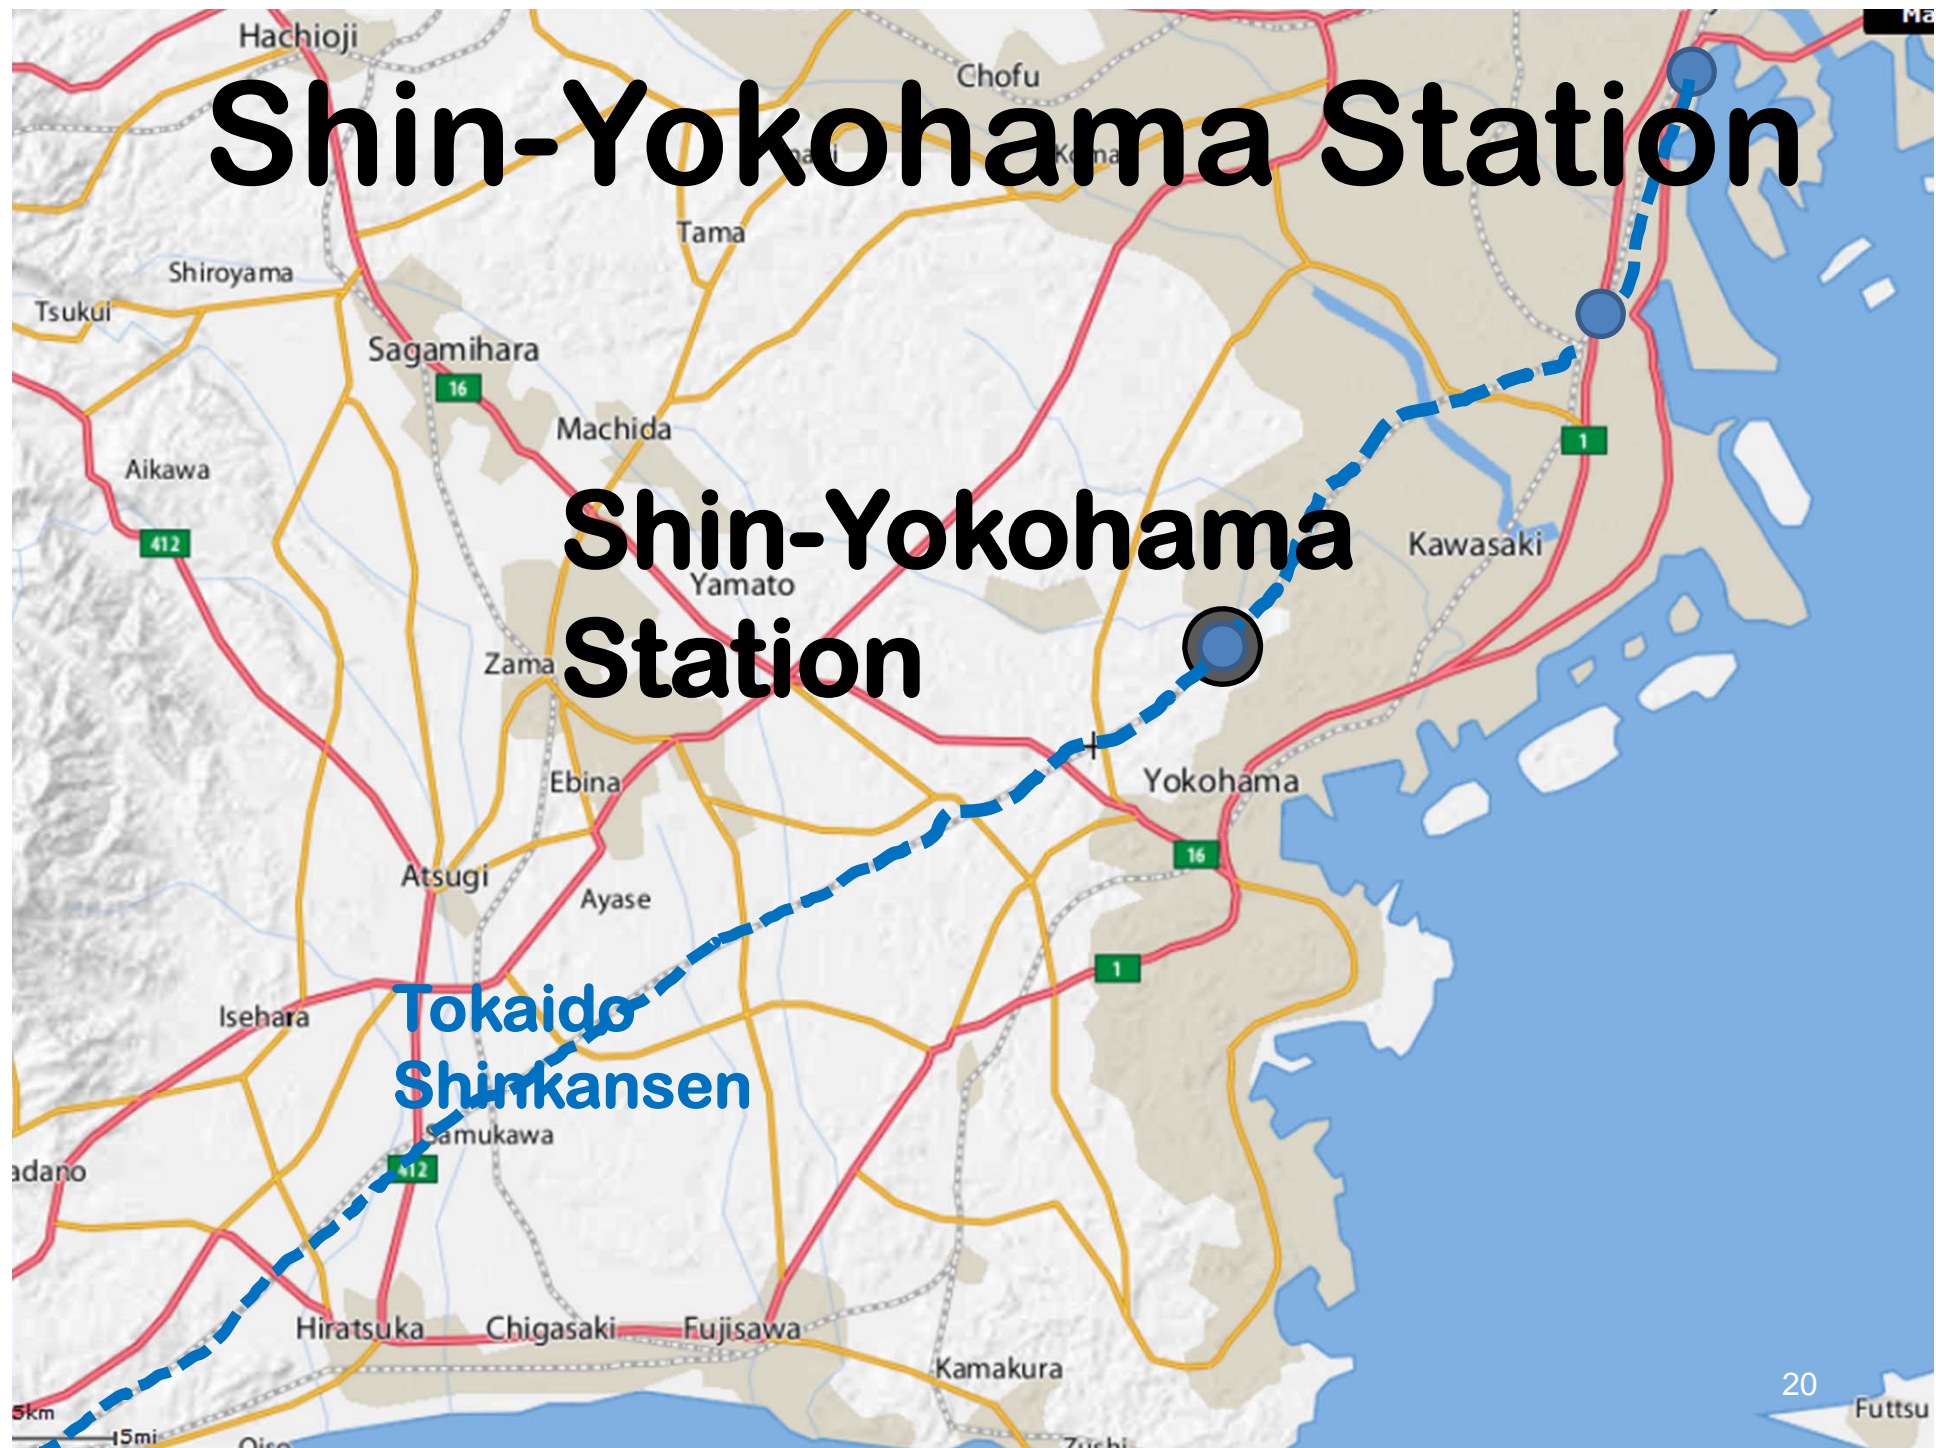 Hachioji
Chofu
Shin-Yokohama Station
Tama
Shiroyama
Tsukui
Sagamihara
16
Machida
1
Aikawa
Shin-Yokohama
412
Kawasaki
Yamato
Station
Zama
Ebina
Yokohama
16
Atsugi
Ayase
1
Tokaido
Isehara
Shinkansen
Samukawa
412
adano
Hiratsuka
Chigasaki
Fujisawa
Kamakura
20
Futtsu
5km
5mi